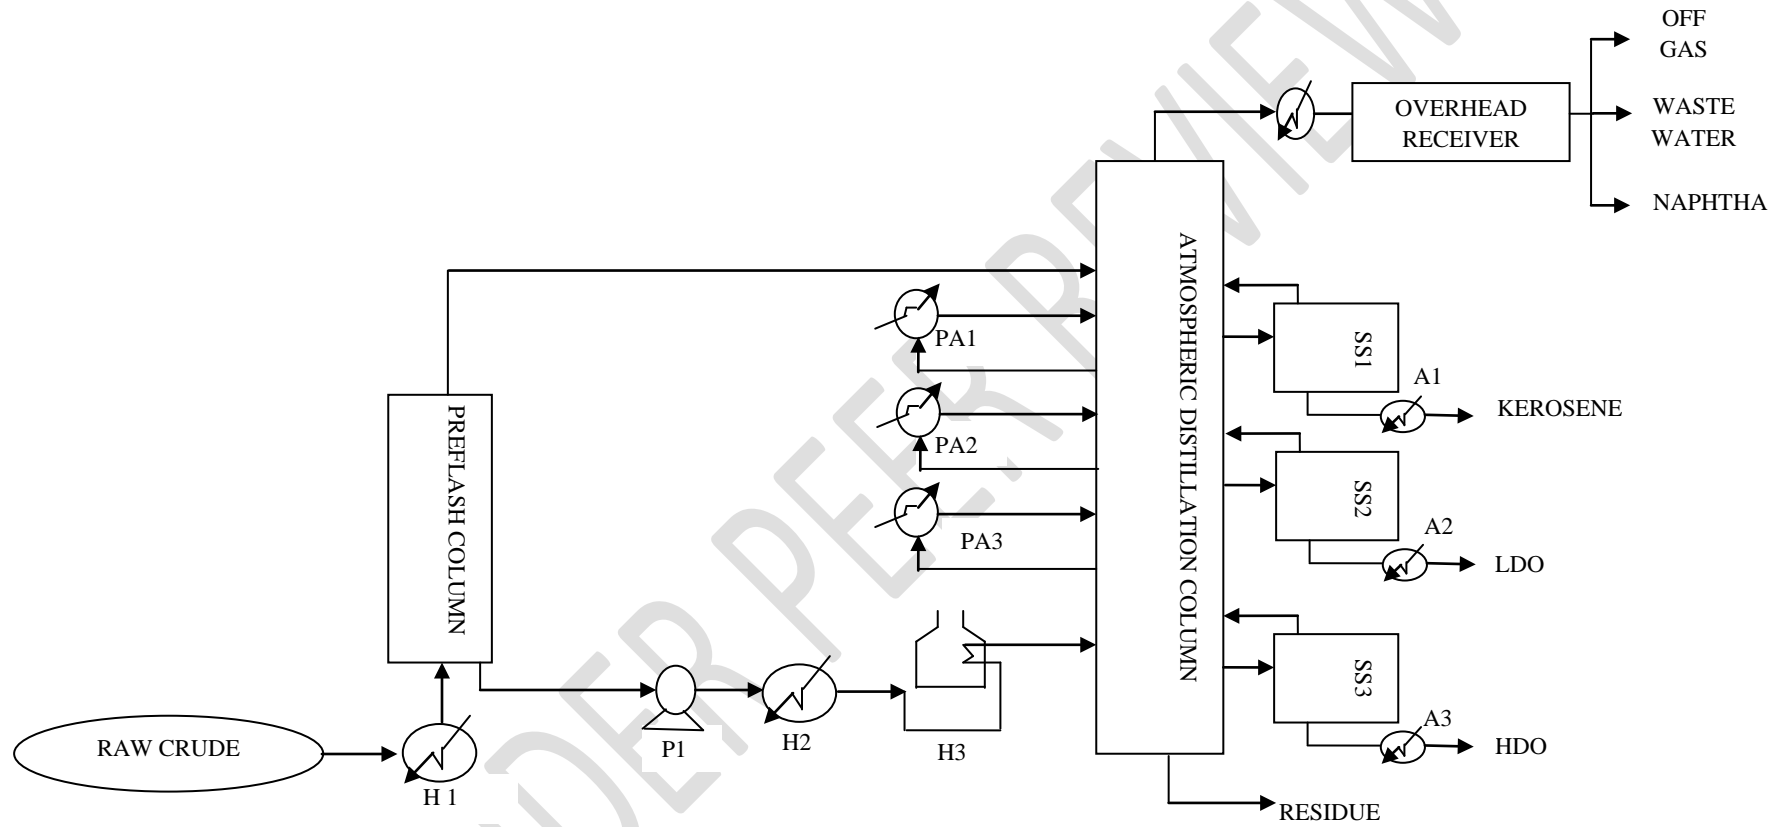 OFF
GAS
OVERHEAD
RECEIVER
WASTE
WATER
NAPHTHA
ATMOSPHERIC DISTILLATION COLUMN
PA1
SS1
A1
KEROSENE
PREFLASH COLUMN
PA2
SS2
A2
LDO
PA3
SS3
A3
HDO
RAW CRUDE
H 1
P1
H2
H3
RESIDUE
UNDER PEER REVIEW